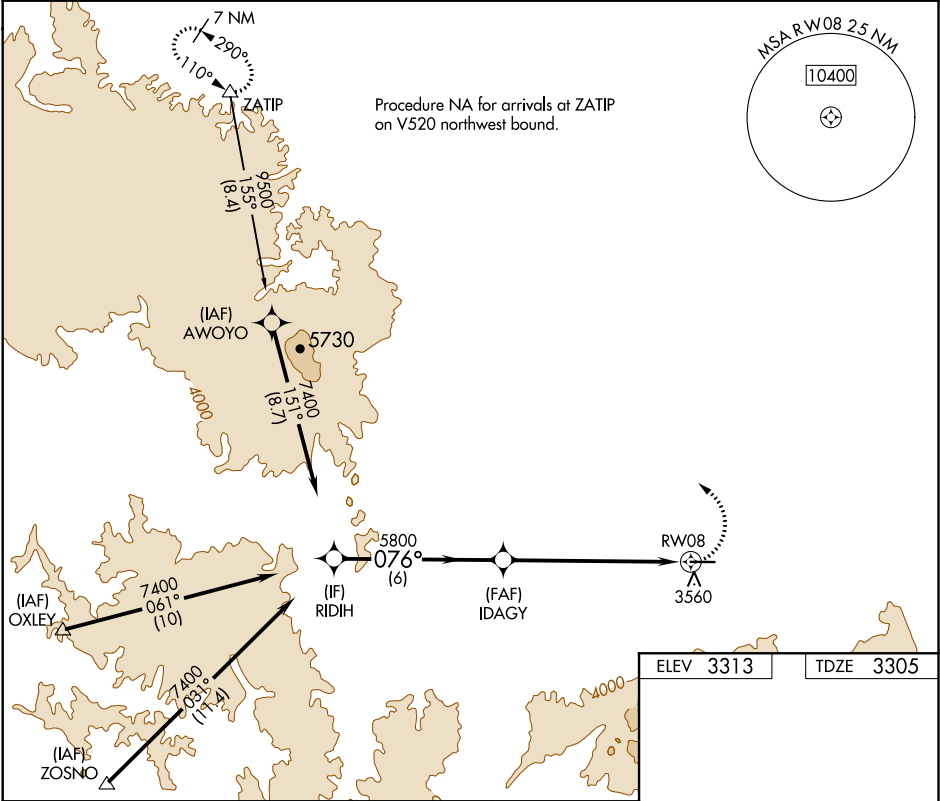 7 NM
290°
110°
ZATIP
Procedure NA for arrivals at ZATIP
on V520 northwest bound.
MSA RW08 25 NM
10400
9500
155°
(8.4)
(IAF)
AWOYO
5730
7400
151°
(8.7)
4000
5800
076°
(6)
RW08
3560
(IF)
RIDIH
(FAF)
IDAGY
(IAF)
OXLEY
7400
061°
(10)
7400
031°
(11.4)
(IAF)
ZOSNO
4000
ELEV 3313
TDZE 3305